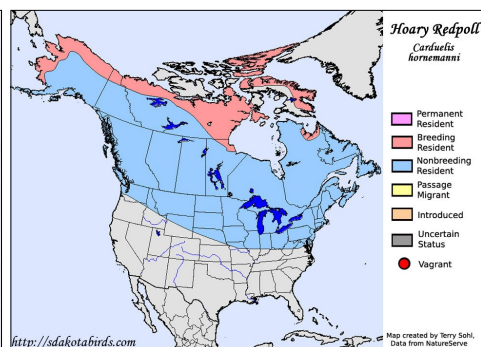 Hoary Redpoll
Carduelis
hornemanni
Permanent
Resident
Breeding
Resident
Nonbreeding
Resident
Passage
Migrant
Introduced
Uncertain
Status
Vagrant
http://sdakotabirds.com
Map created by Terry Sohl,
Data from NatureServe